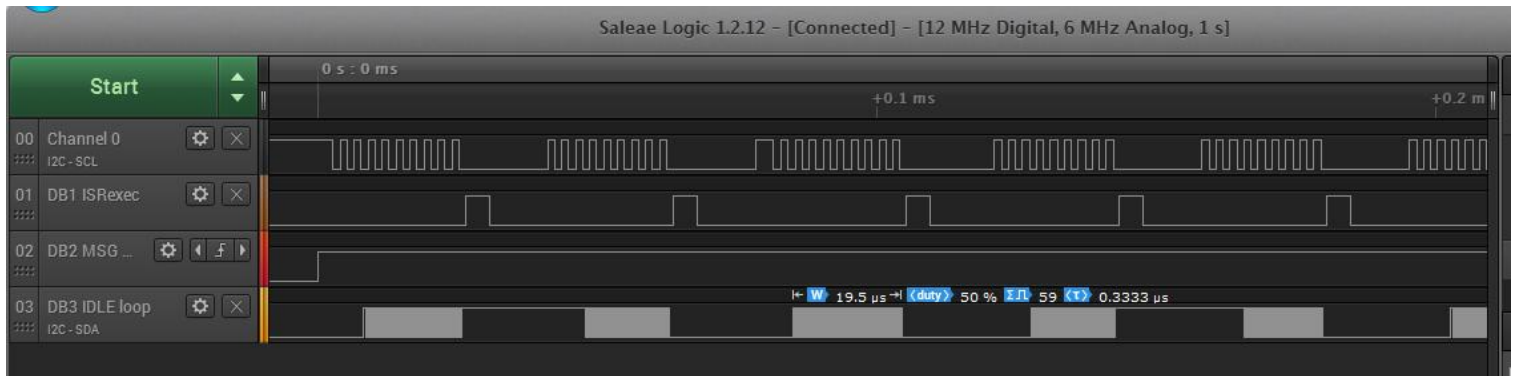 Saleae Logic 1.2.12 - [Connected] - [12 MHz Digital, 6 MHz Analog, 1 s]
Start
0 s : 0 ms
+0.1 ms
+0.2 m
00 Channel 0
I2C - SCL
01 DB1 ISRexec
02 DB2 MSG ...
W 19.5 µs ⟨duty⟩ 50 % Σ 59 ⟨τ⟩ 0.3333 µs
03 DB3 IDLE loop
I2C - SDA